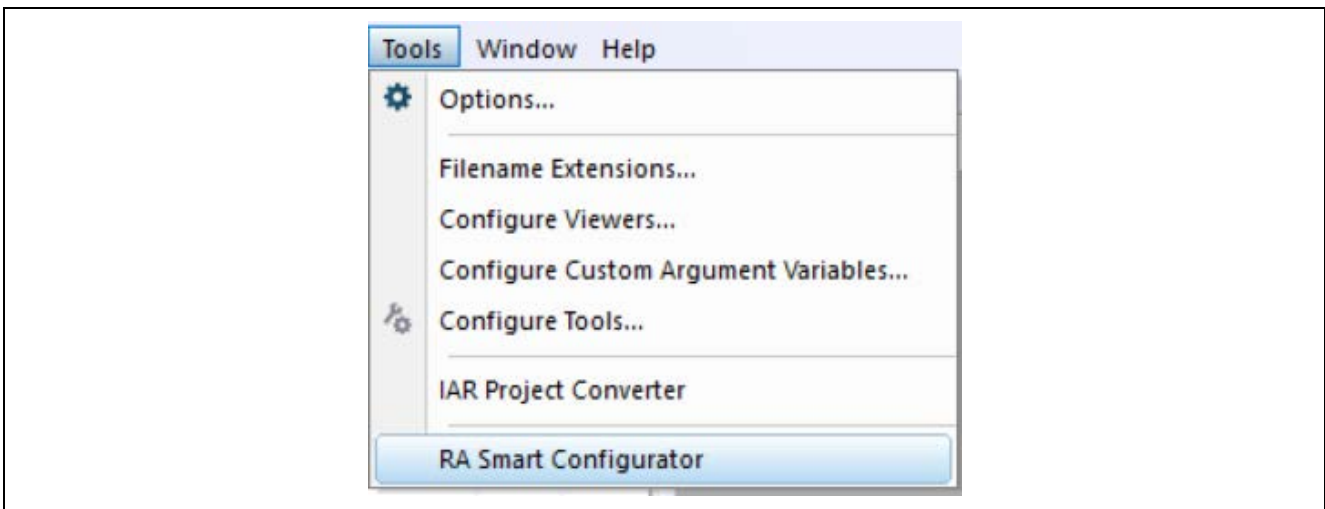 Tools Window Help
Options...
Filename Extensions...
Configure Viewers...
Configure Custom Argument Variables...
Configure Tools...
IAR Project Converter
RA Smart Configurator